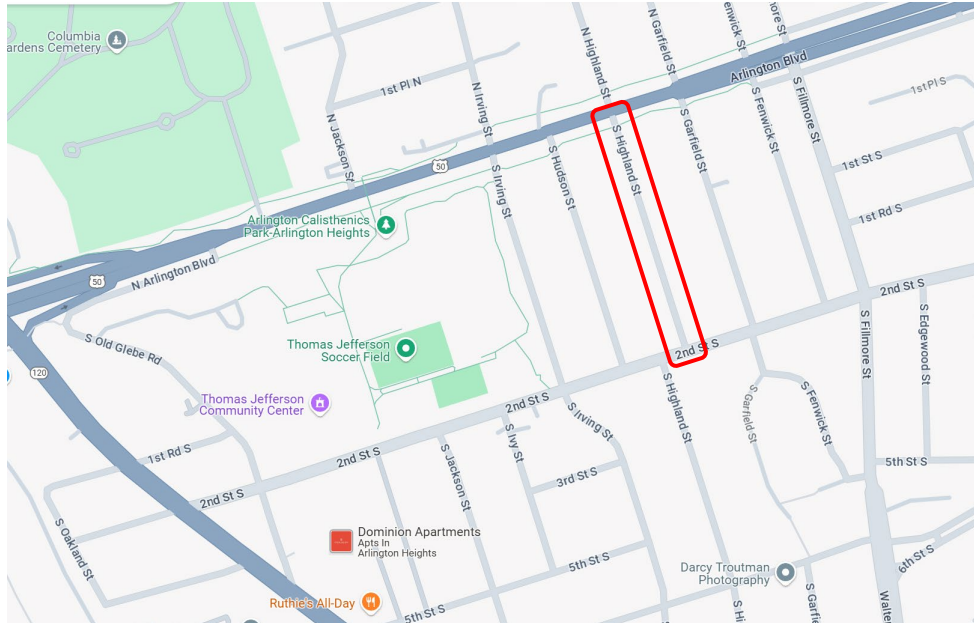 Columbia
ardens Cemetery
1st Pl N
N Jackson St
N Irving St
N Highland St
N Garfield St
Fenwick St
more St
Arlington Blvd
1st Pl S
50
S Irving St
S Hudson St
S Highland St
S Garfield St
S Fenwick St
S Fillmore St
1st St S
1st Rd S
Arlington Calisthenics
Park-Arlington Heights
N Arlington Blvd
50
S Old Glebe Rd
120
Thomas Jefferson
Soccer Field
Thomas Jefferson
Community Center
2nd St S
2nd St S
S Fillmore St
S Edgewood St
S Highland St
S Garfield St
S Fenwick St
2nd St S
S Irving St
S Ivy St
S Jackson St
2nd St S
1st Rd S
2nd St S
3rd St S
5th St S
S Oakland St
Dominion Apartments
Apts In
Arlington Heights
5th St S
6th St S
Darcy Troutman
Photography
Ruthie's All-Day
5th St S
S Hi
S Garfi
Walter